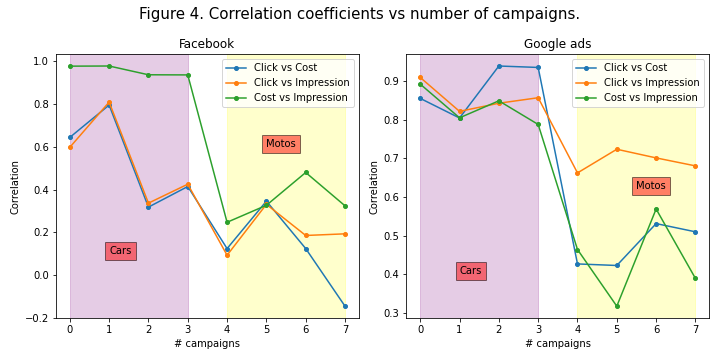 Figure 4. Correlation coefficients vs number of campaigns.
Facebook
Correlation
1.0
0.8
0.6
0.4
0.2
0.0
−0.2
Click vs Cost
Click vs Impression
Cost vs Impression
Motos
Cars
0 1 2 3 4 5 6 7
# campaigns
Google ads
Correlation
0.9
0.8
0.7
0.6
0.5
0.4
0.3
Click vs Cost
Click vs Impression
Cost vs Impression
Motos
Cars
0 1 2 3 4 5 6 7
# campaigns